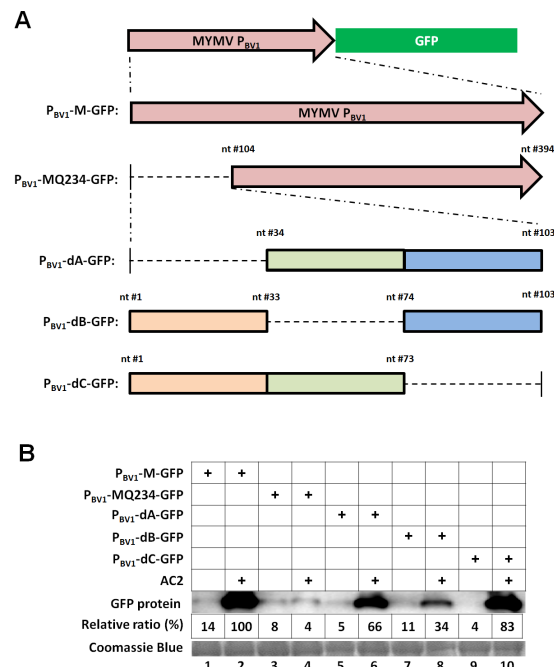 A
MYMV PBV1 GFP
PBV1-M-GFP: MYMV PBV1
nt #104 nt #394
PBV1-MQ234-GFP:
nt #34 nt #103
PBV1-dA-GFP:
nt #1 nt #33 nt #74 nt #103
PBV1-dB-GFP:
nt #1 nt #73
PBV1-dC-GFP:
B
PBV1-M-GFP + +
PBV1-MQ234-GFP + +
PBV1-dA-GFP + +
PBV1-dB-GFP + +
PBV1-dC-GFP + +
AC2 + + + + +
GFP protein
Relative ratio (%) 14 100 8 4 5 66 11 34 4 83
Coomassie Blue
1 2 3 4 5 6 7 8 9 10